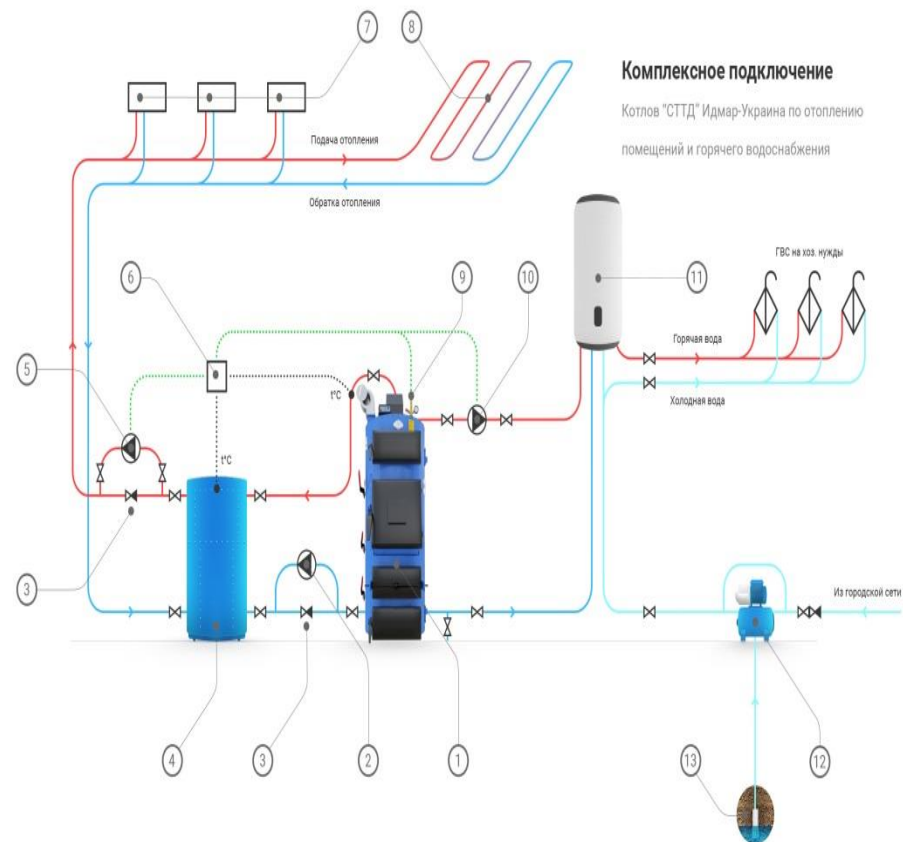 7
8
Комплексное подключение
Котлов "СТТД" Идмар-Украина по отоплению
помещений и горячего водоснабжения
Подача отопления
Обратка отопления
6
9
10
11
ГВС на хоз. нужды
5
t°C
Горячая вода
Холодная вода
t°C
3
Из городской сети
4
3
2
1
13
12